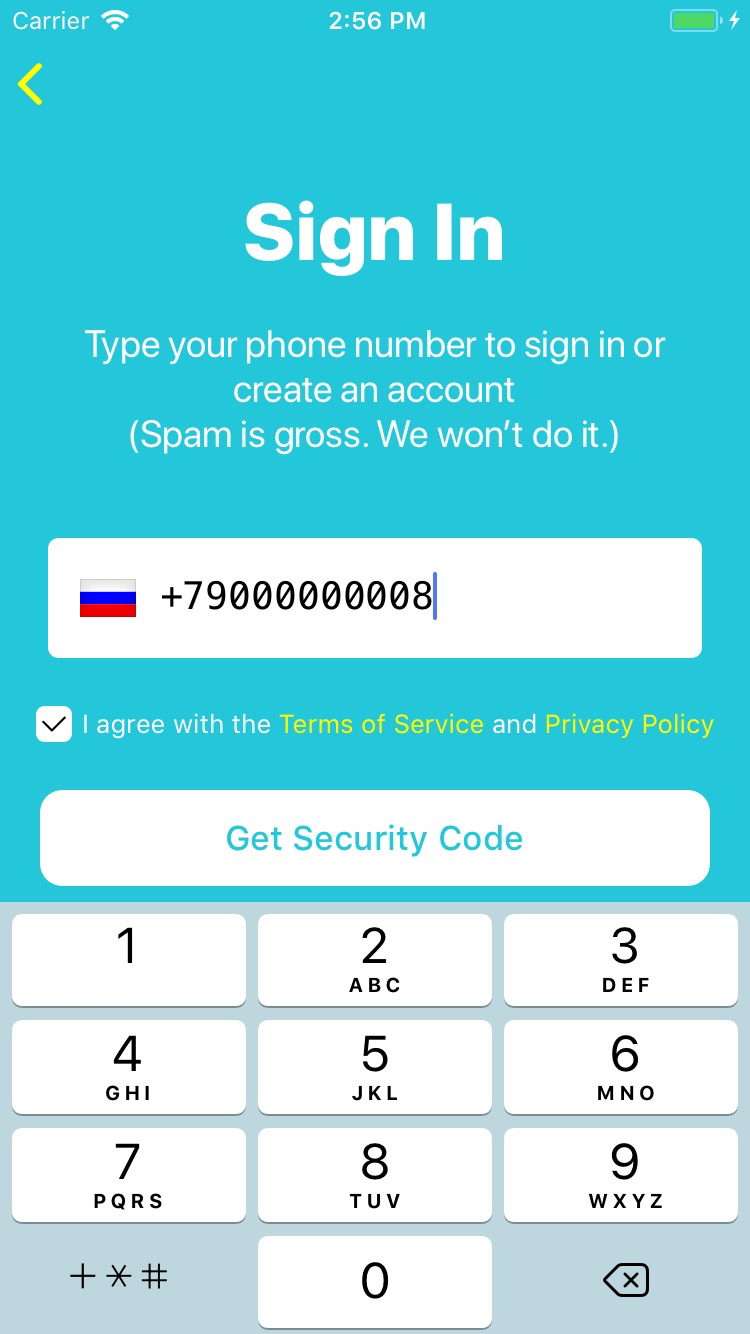 Carrier 2:56 PM
Sign In
Type your phone number to sign in or
create an account
(Spam is gross. We won’t do it.)
+79000000008
I agree with the Terms of Service and Privacy Policy
Get Security Code
1 2 3
ABC DEF
4 5 6
GHI JKL MNO
7 8 9
PQRS TUV WXYZ
+*# 0